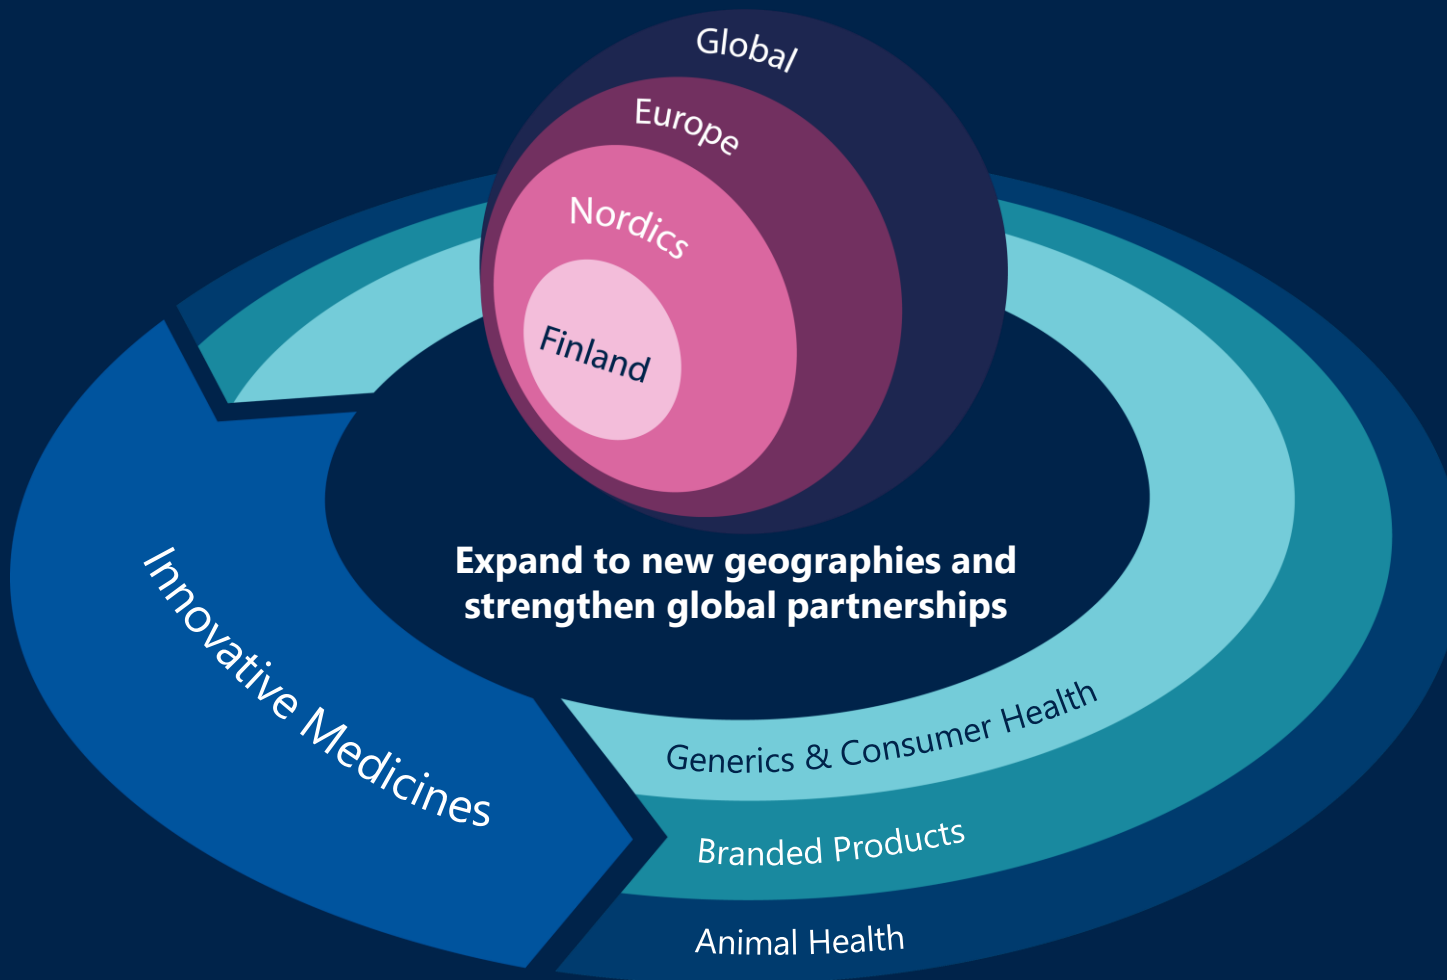 Global
Europe
Nordics
Finland
Expand to new geographies and
strengthen global partnerships
Innovative Medicines
Generics & Consumer Health
Branded Products
Animal Health